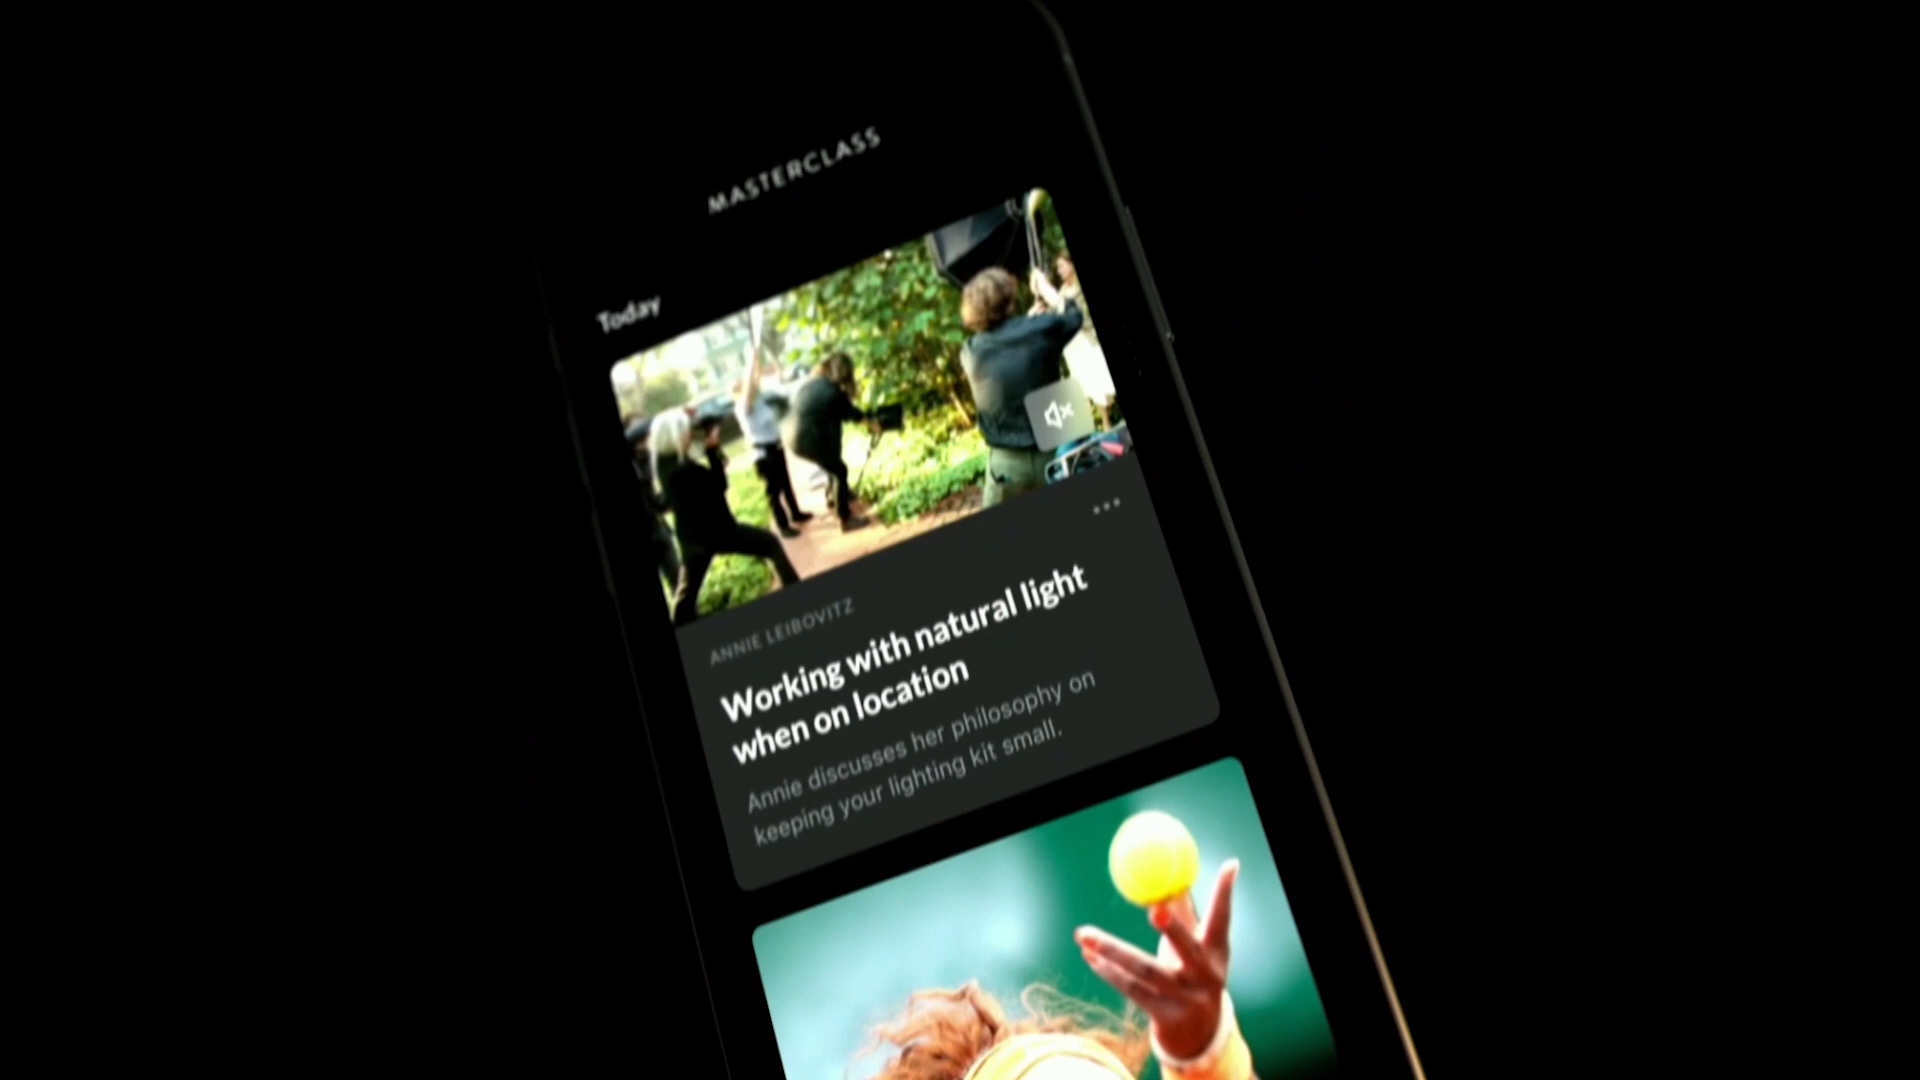 MASTERCLASS
Today
ANNIE LEIBOVITZ
Working with natural light
when on location
Annie discusses her philosophy on
keeping your lighting kit small.